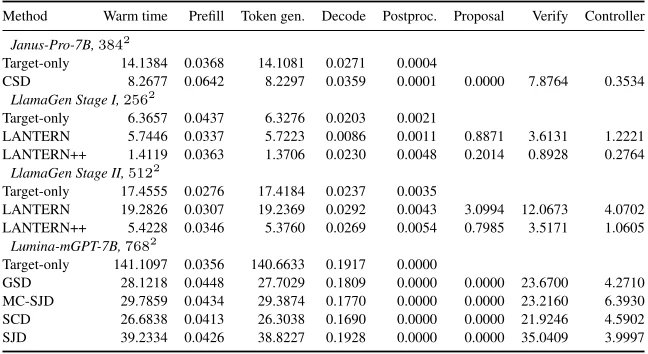 Method Warm time Prefill Token gen. Decode Postproc. Proposal Verify Controller
Janus-Pro-7B, 384²
Target-only 14.1384 0.0368 14.1081 0.0271 0.0004
CSD 8.2677 0.0642 8.2297 0.0359 0.0001 0.0000 7.8764 0.3534
LlamaGen Stage I, 256²
Target-only 6.3657 0.0437 6.3276 0.0203 0.0021
LANTERN 5.7446 0.0337 5.7223 0.0086 0.0011 0.8871 3.6131 1.2221
LANTERN++ 1.4119 0.0363 1.3706 0.0230 0.0048 0.2014 0.8928 0.2764
LlamaGen Stage II, 512²
Target-only 17.4555 0.0276 17.4184 0.0237 0.0035
LANTERN 19.2826 0.0307 19.2369 0.0292 0.0043 3.0994 12.0673 4.0702
LANTERN++ 5.4228 0.0346 5.3760 0.0269 0.0054 0.7985 3.5171 1.0605
Lumina-mGPT-7B, 768²
Target-only 141.1097 0.0356 140.6633 0.1917 0.0000
GSD 28.1218 0.0448 27.7029 0.1809 0.0000 0.0000 23.6700 4.2710
MC-SJD 29.7859 0.0434 29.3874 0.1770 0.0000 0.0000 23.2160 6.3930
SCD 26.6838 0.0413 26.3038 0.1690 0.0000 0.0000 21.9246 4.5902
SJD 39.2334 0.0426 38.8227 0.1928 0.0000 0.0000 35.0409 3.9997